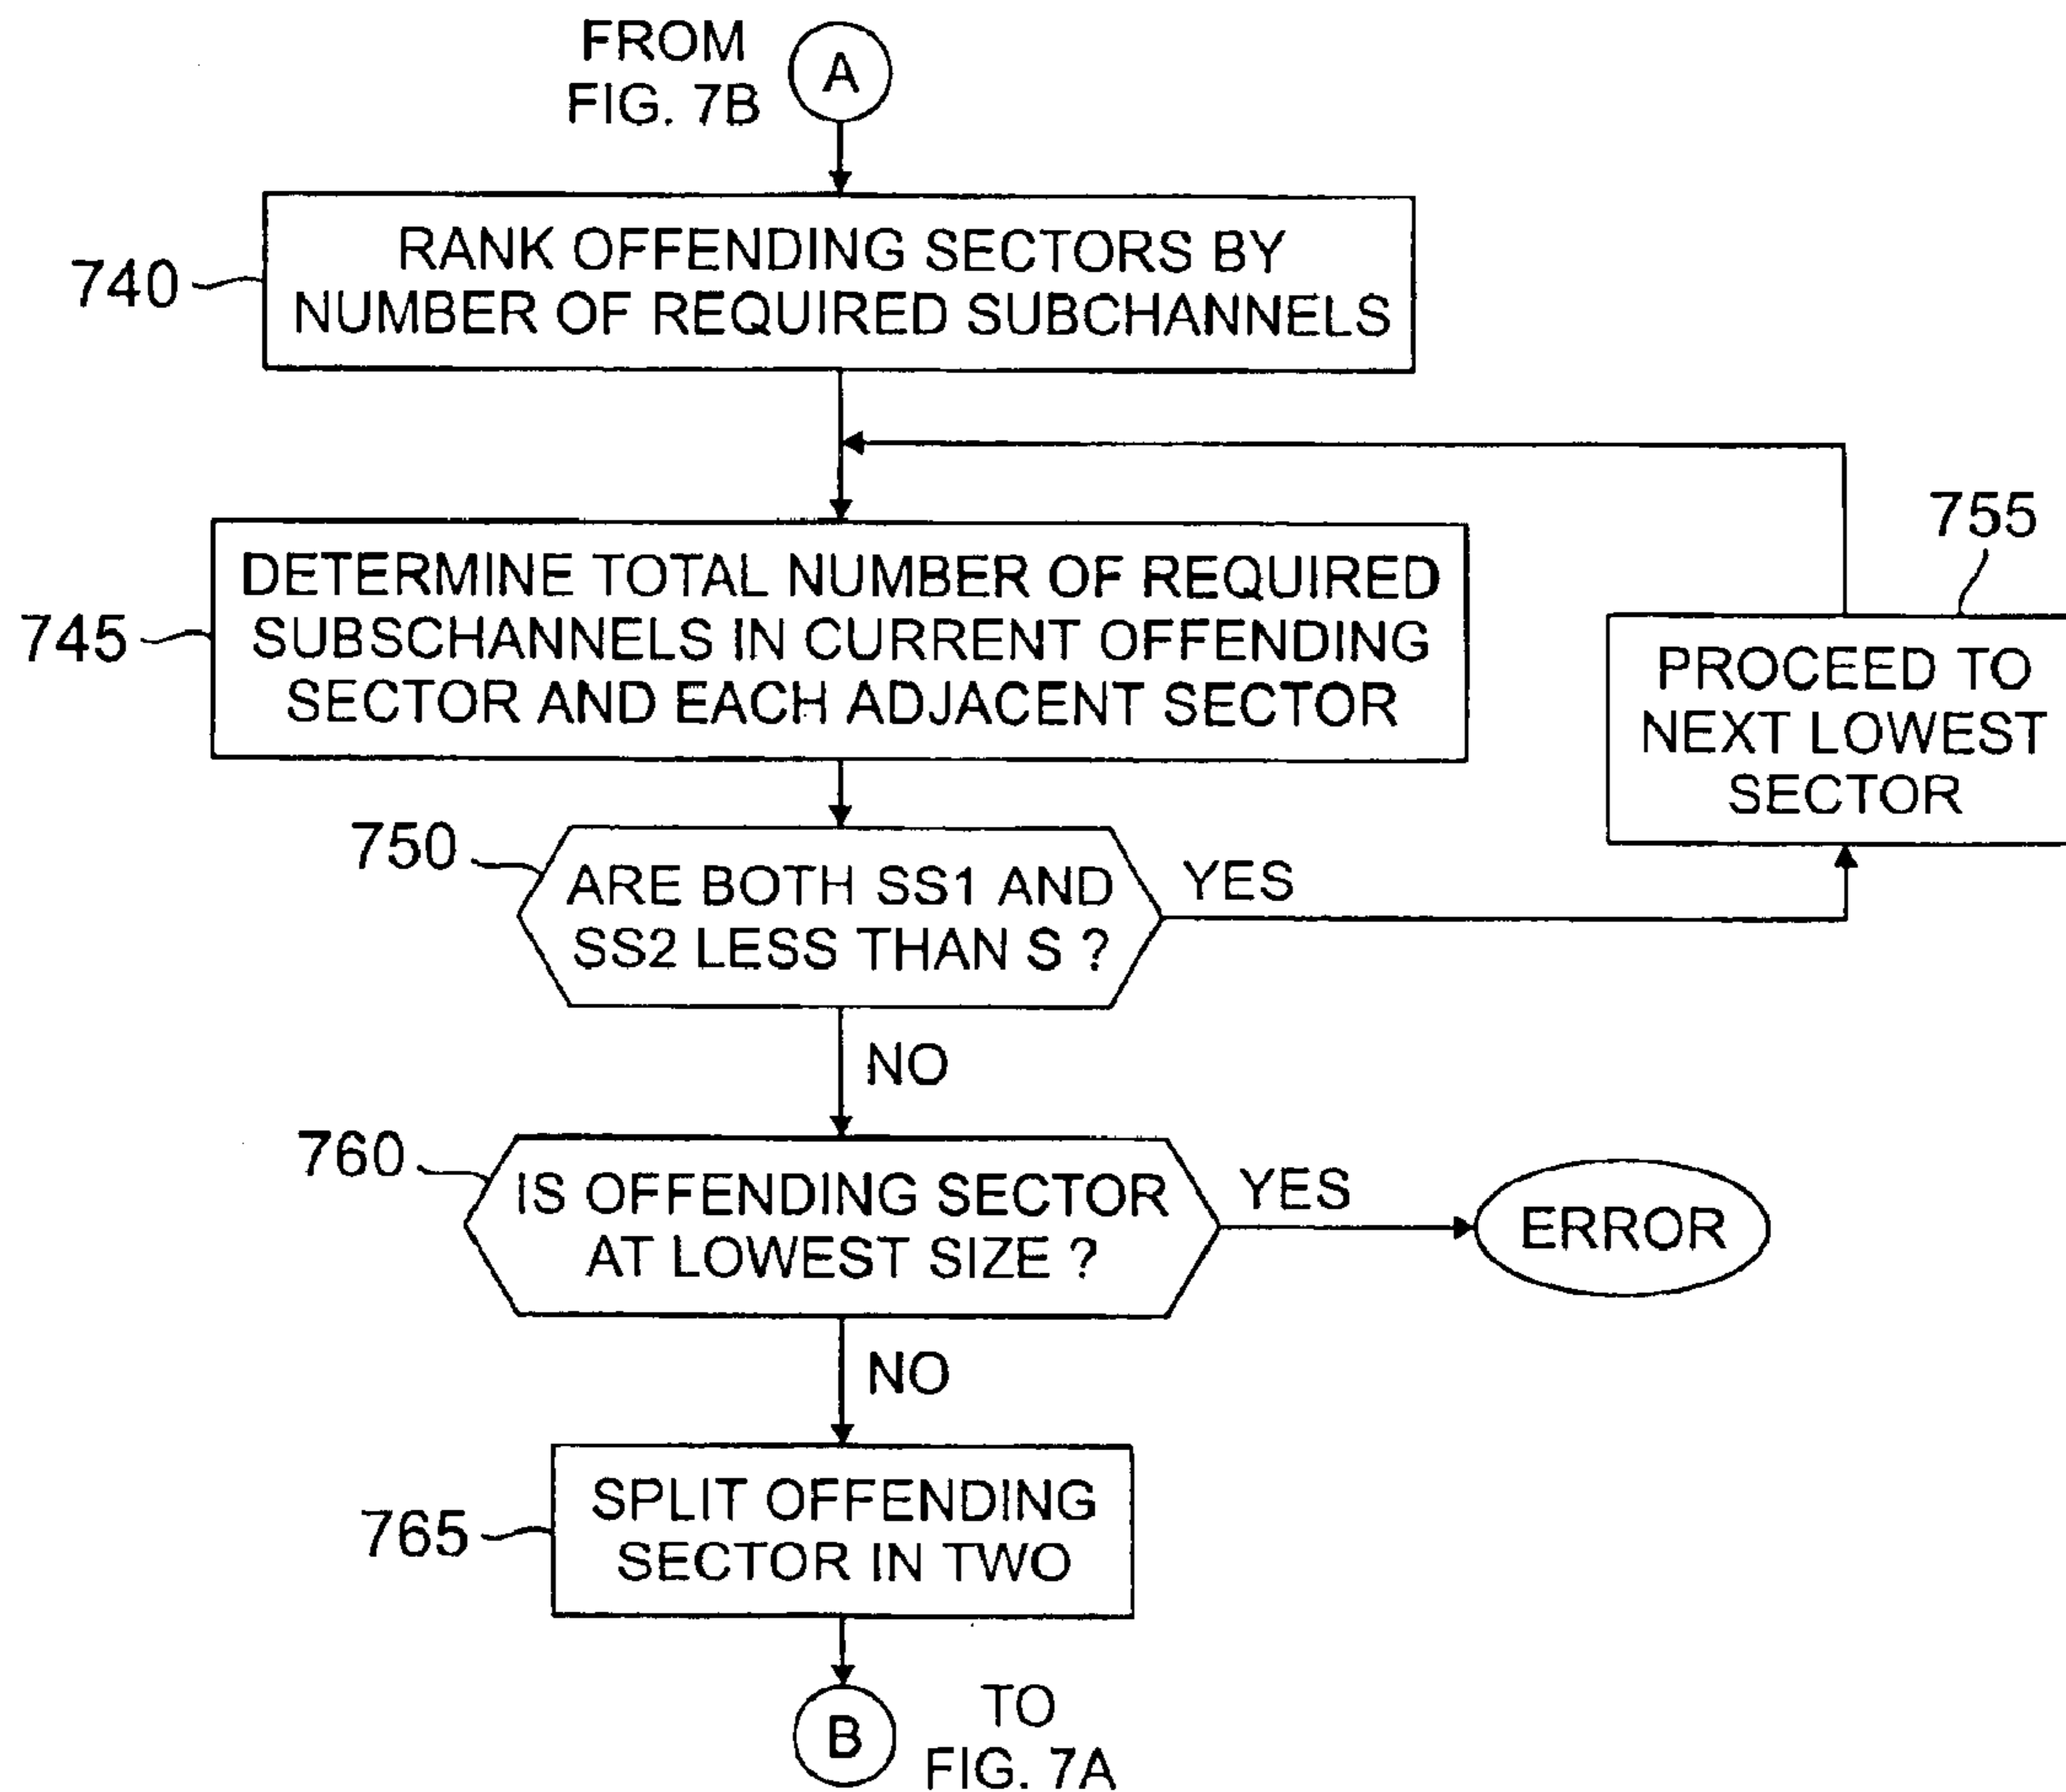 FROM
FIG. 7B
A
740
RANK OFFENDING SECTORS BY
NUMBER OF REQUIRED SUBCHANNELS
745
DETERMINE TOTAL NUMBER OF REQUIRED
SUBSCHANNELS IN CURRENT OFFENDING
SECTOR AND EACH ADJACENT SECTOR
755
PROCEED TO
NEXT LOWEST
SECTOR
750
ARE BOTH SS1 AND
SS2 LESS THAN S ?
YES
NO
760
IS OFFENDING SECTOR
AT LOWEST SIZE ?
YES
ERROR
NO
765
SPLIT OFFENDING
SECTOR IN TWO
B
TO
FIG. 7A